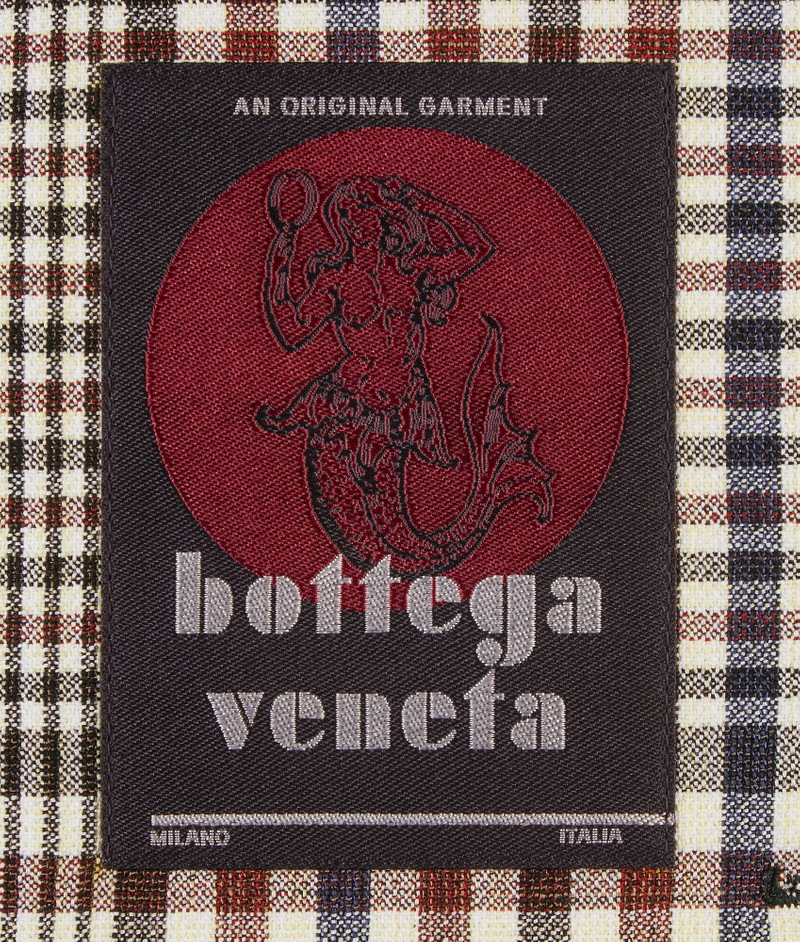 AN ORIGINAL GARMENT
bottega
veneta
MILANO
ITALIA